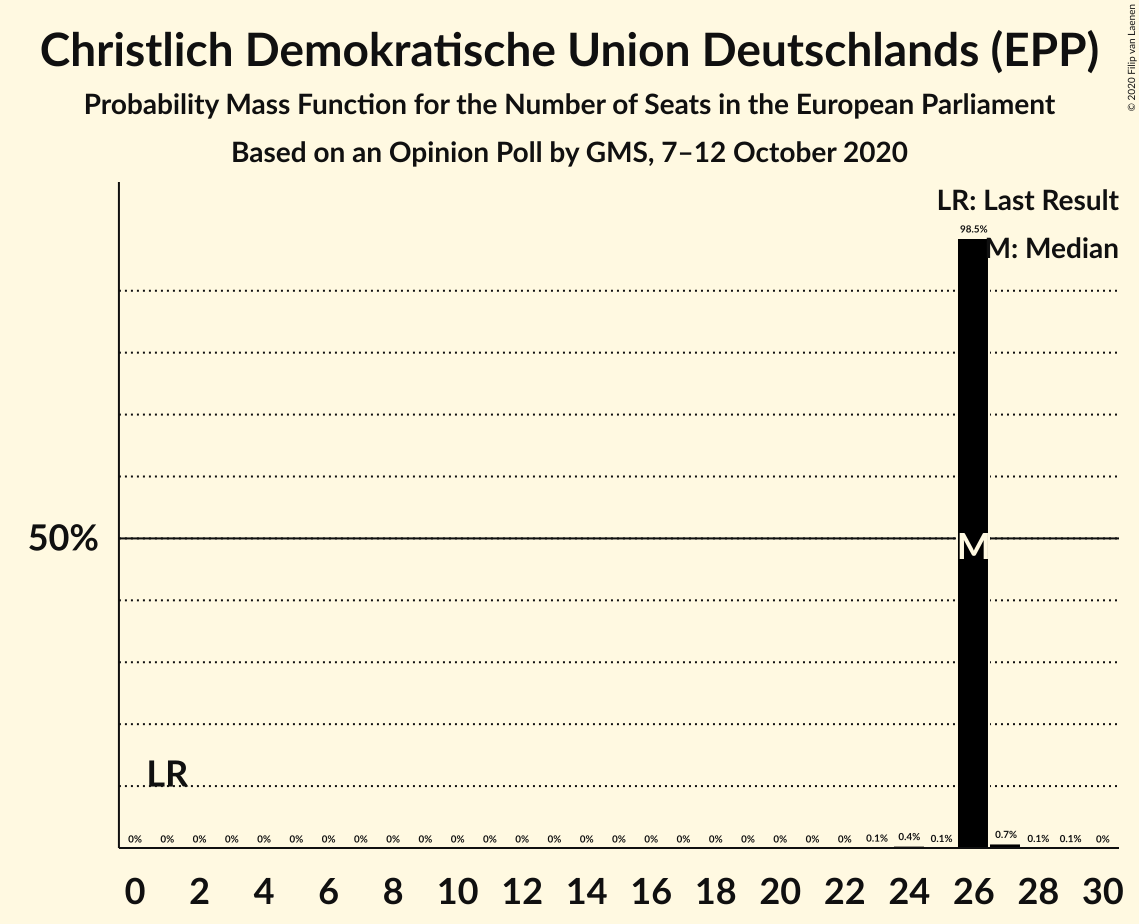 Christlich Demokratische Union Deutschlands (EPP)
Probability Mass Function for the Number of Seats in the European Parliament
Based on an Opinion Poll by GMS, 7–12 October 2020
© 2020 Filip van Laenen
LR: Last Result
M: Median
98.5%
50%
M
LR
0% 0% 0% 0% 0% 0% 0% 0% 0% 0% 0% 0% 0% 0% 0% 0% 0% 0% 0% 0% 0% 0% 0% 0.1% 0.4% 0.1% 0.7% 0.1% 0.1% 0%
0 2 4 6 8 10 12 14 16 18 20 22 24 26 28 30